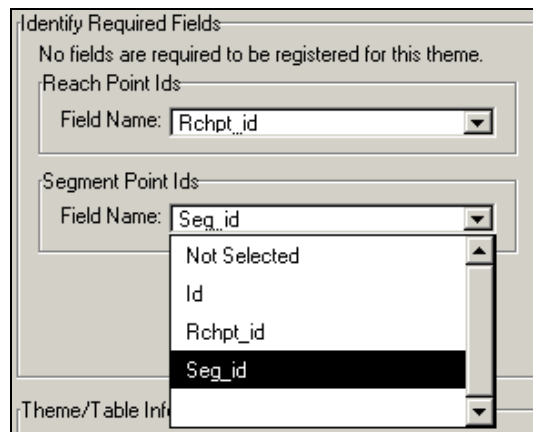 Identify Required Fields
No fields are required to be registered for this theme.
Reach Point Ids
Field Name: Rchpt_id
Segment Point Ids
Field Name: Seg_id
Not Selected
Id
Rchpt_id
Seg_id
Theme/Table Inf